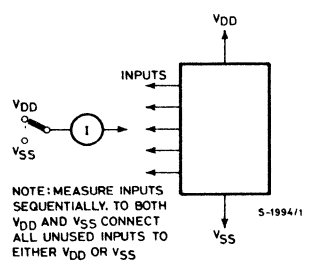 VDD
INPUTS
VDD
I
VSS
NOTE: MEASURE INPUTS
SEQUENTIALLY. TO BOTH
VDD AND VSS CONNECT
ALL UNUSED INPUTS TO
EITHER VDD OR VSS
S-1994/1
VSS